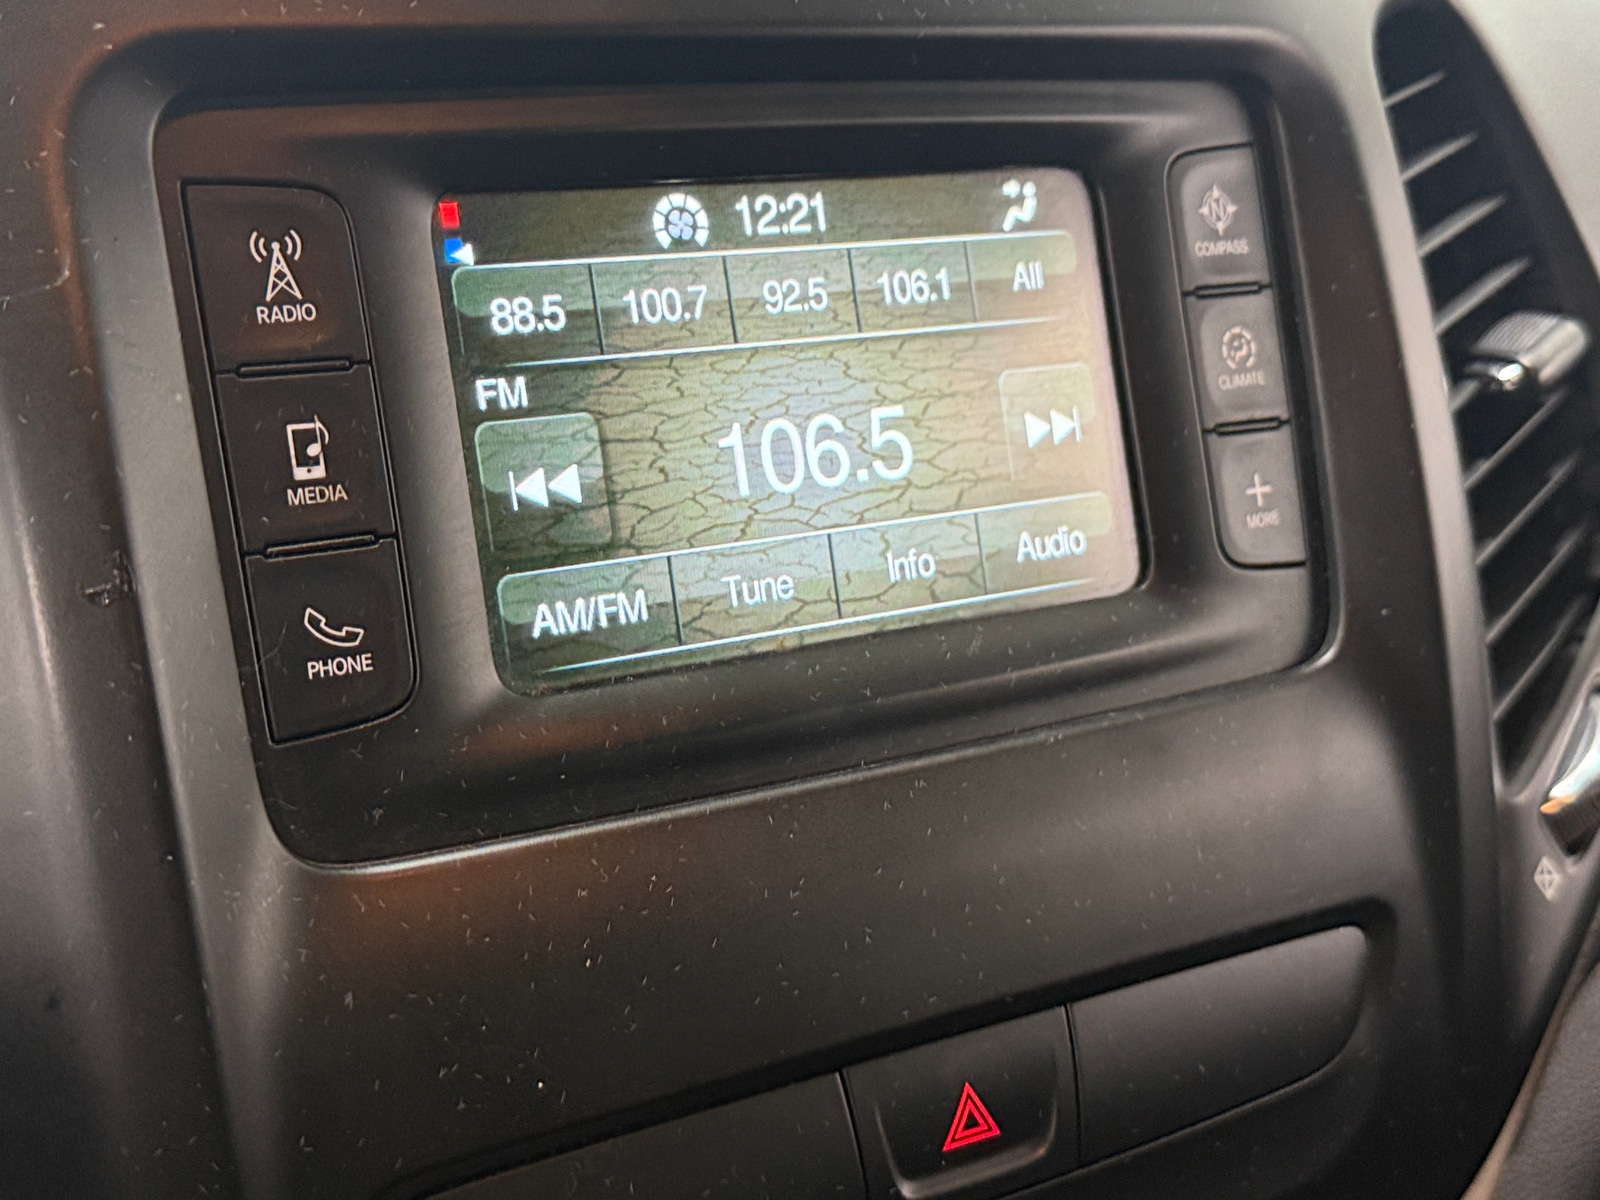 12:21
88.5 100.7 92.5 106.1 All
FM
106.5
AM/FM Tune Info Audio
RADIO
MEDIA
PHONE
N
COMPASS
CLIMATE
MORE